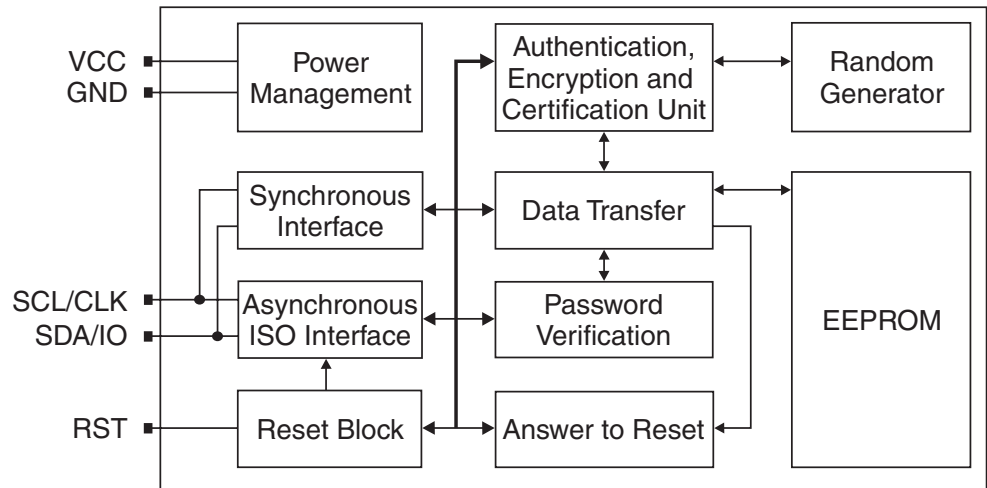 VCC
GND
Power
Management
Authentication,
Encryption and
Certification Unit
Random
Generator
Synchronous
Interface
Data Transfer
EEPROM
SCL/CLK
SDA/IO
Asynchronous
ISO Interface
Password
Verification
RST
Reset Block
Answer to Reset